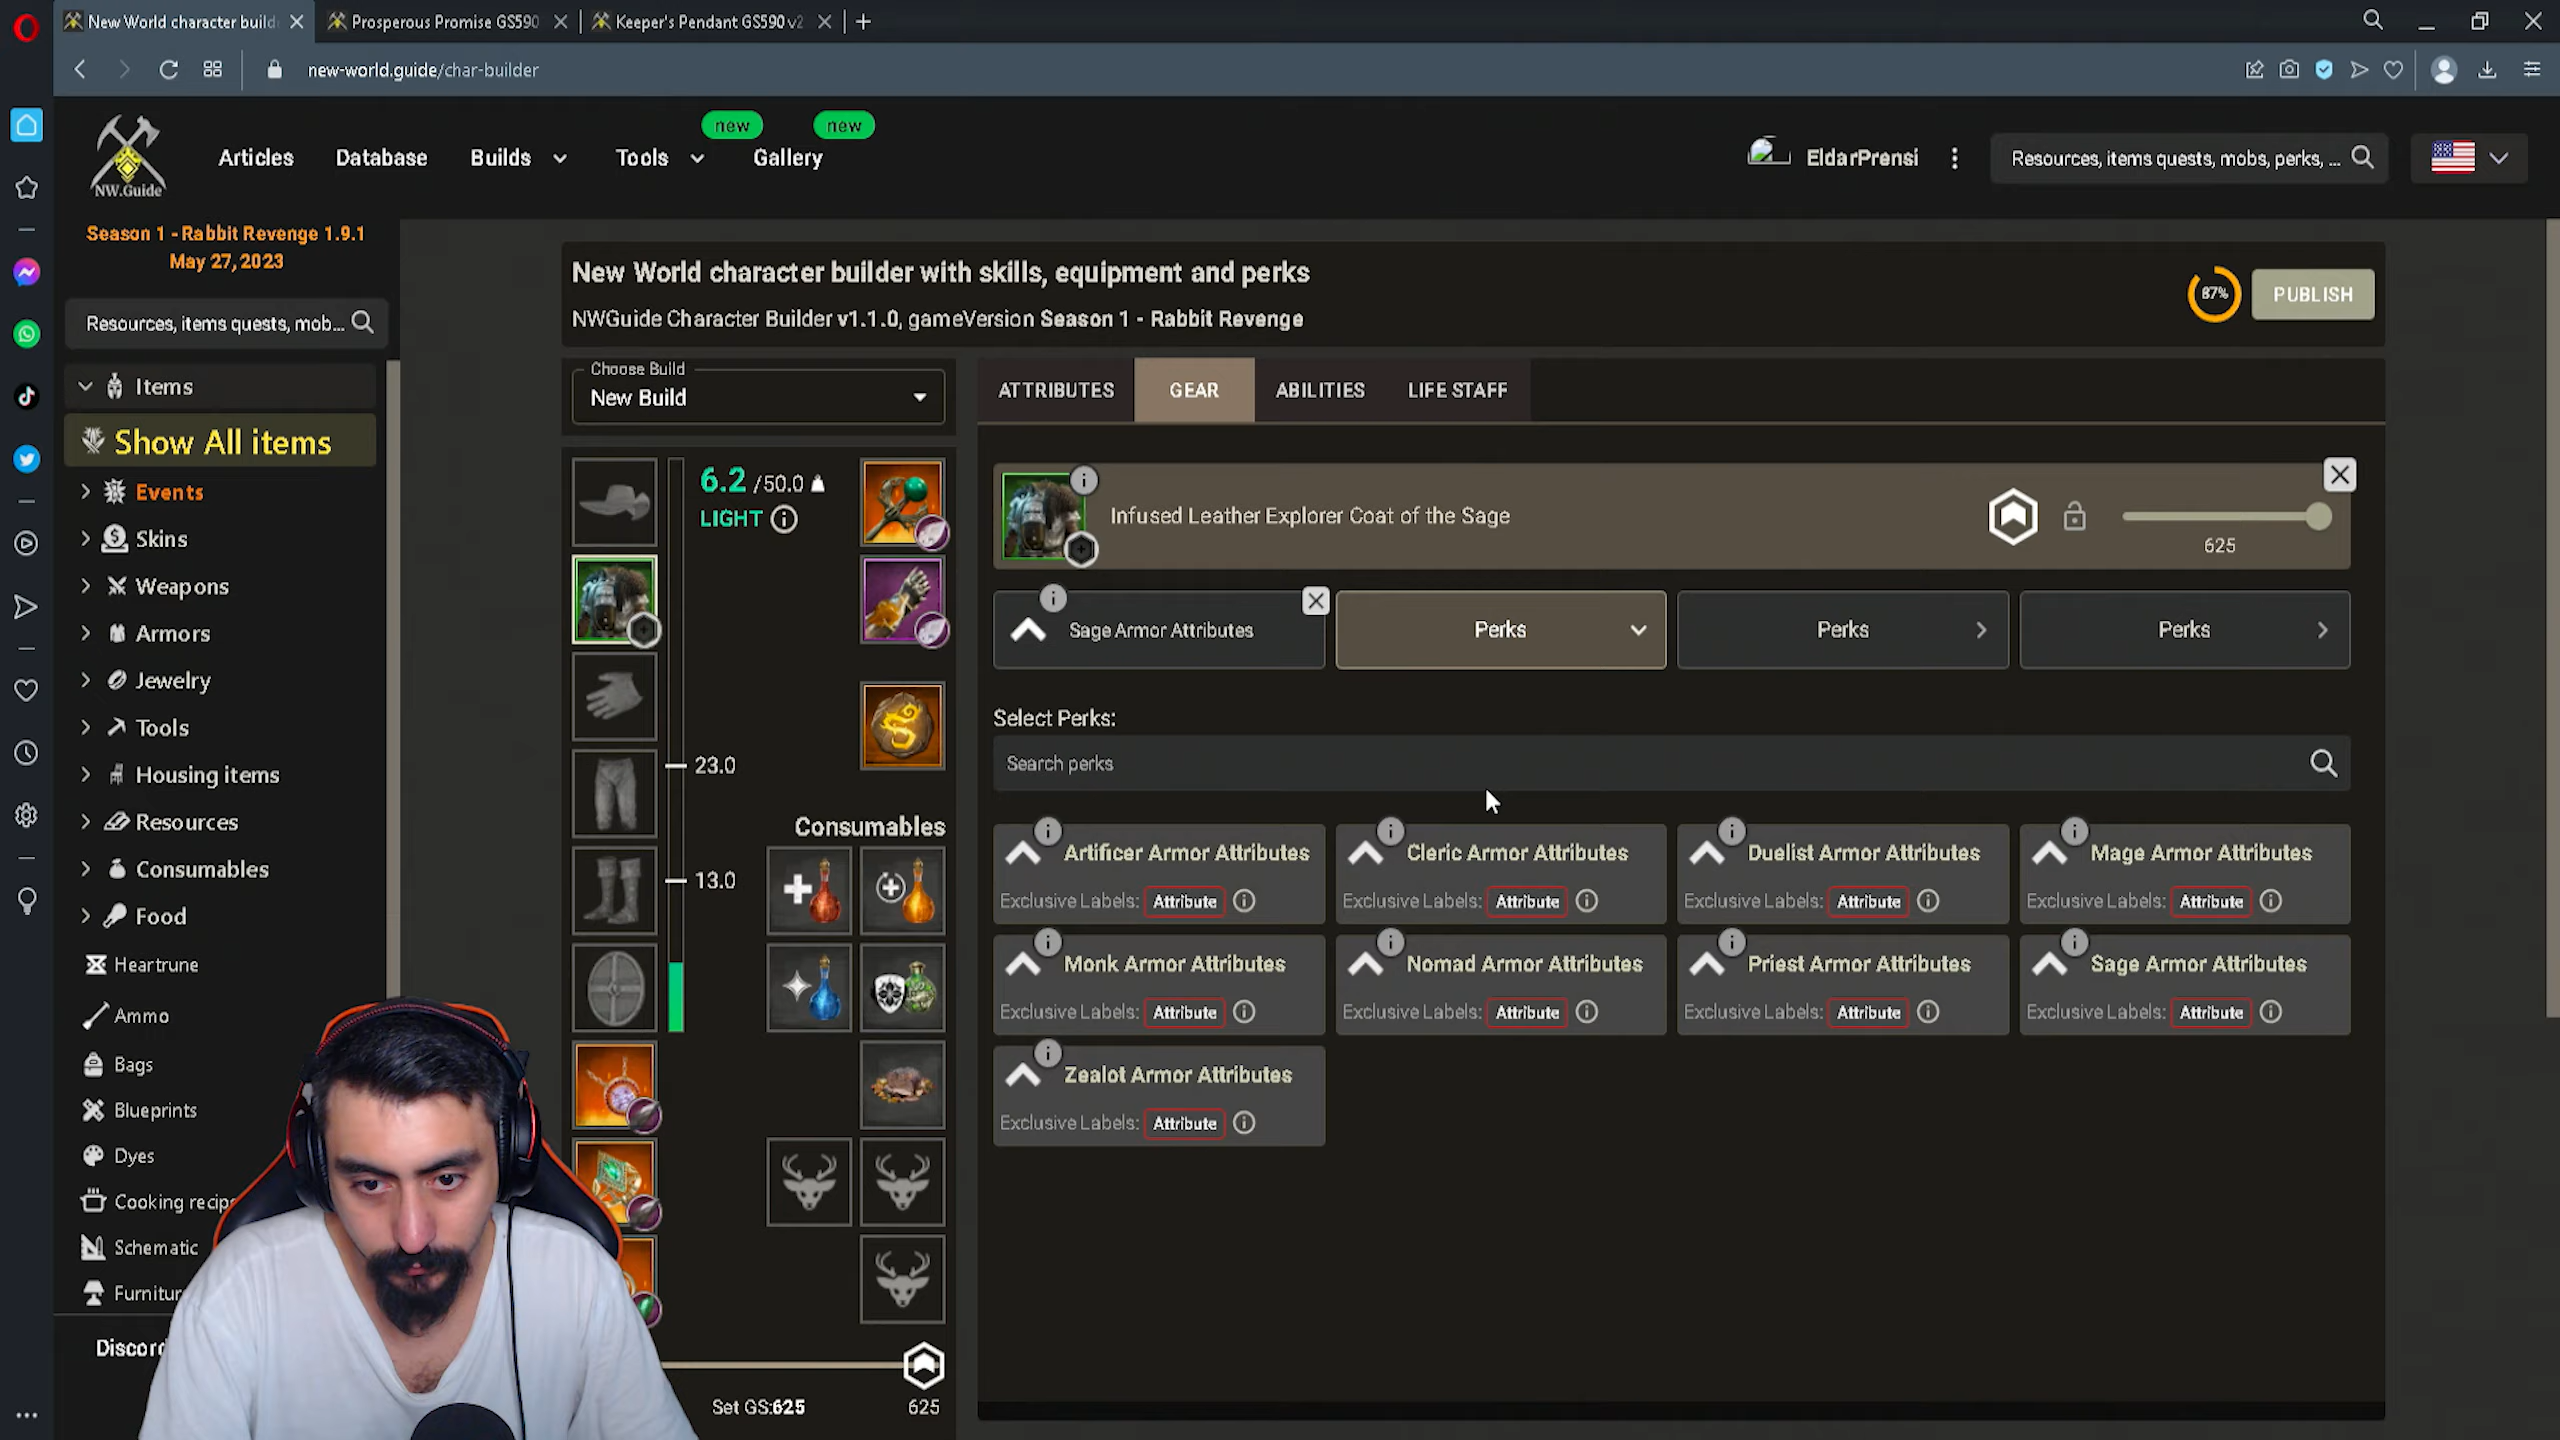 New World character build
Prosperous Promise GS590
Keeper's Pendant GS590 v2
new-world.guide/char-builder
NW.Guide
Articles
Database
Builds
new
Tools
new
Gallery
EldarPrensi
Resources, items quests, mobs, perks, ...
Season 1 - Rabbit Revenge 1.9.1
May 27, 2023
Resources, items quests, mob...
Items
Show All items
Events
Skins
Weapons
Armors
Jewelry
Tools
Housing items
Resources
Consumables
Food
Heartrune
Ammo
Bags
Blueprints
Dyes
Cooking recip
Schematic
Furnitur
Discord
New World character builder with skills, equipment and perks
NWGuide Character Builder v1.1.0, gameVersion Season 1 - Rabbit Revenge
87%
PUBLISH
Choose Build
New Build
6.2 /50.0
LIGHT
23.0
13.0
Consumables
Set GS:625
625
ATTRIBUTES
GEAR
ABILITIES
LIFE STAFF
Infused Leather Explorer Coat of the Sage
625
Sage Armor Attributes
Perks
Perks
Perks
Select Perks:
Search perks
Artificer Armor Attributes
Exclusive Labels: Attribute
Cleric Armor Attributes
Exclusive Labels: Attribute
Duelist Armor Attributes
Exclusive Labels: Attribute
Mage Armor Attributes
Exclusive Labels: Attribute
Monk Armor Attributes
Exclusive Labels: Attribute
Nomad Armor Attributes
Exclusive Labels: Attribute
Priest Armor Attributes
Exclusive Labels: Attribute
Sage Armor Attributes
Exclusive Labels: Attribute
Zealot Armor Attributes
Exclusive Labels: Attribute